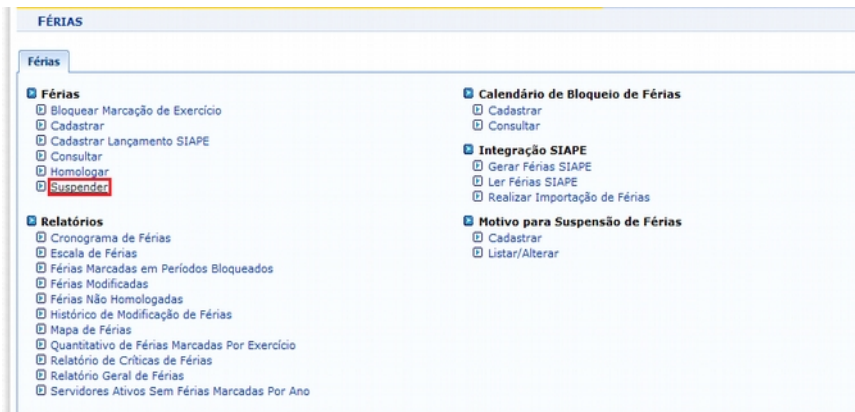 FÉRIAS
Férias
Férias
Bloquear Marcação de Exercício
Cadastrar
Cadastrar Lançamento SIAPE
Consultar
Homologar
Suspender
Relatórios
Cronograma de Férias
Escala de Férias
Férias Marcadas em Períodos Bloqueados
Férias Modificadas
Férias Não Homologadas
Histórico de Modificação de Férias
Mapa de Férias
Quantitativo de Férias Marcadas Por Exercício
Relatório de Críticas de Férias
Relatório Geral de Férias
Servidores Ativos Sem Férias Marcadas Por Ano
Calendário de Bloqueio de Férias
Cadastrar
Consultar
Integração SIAPE
Gerar Férias SIAPE
Ler Férias SIAPE
Realizar Importação de Férias
Motivo para Suspensão de Férias
Cadastrar
Listar/Alterar